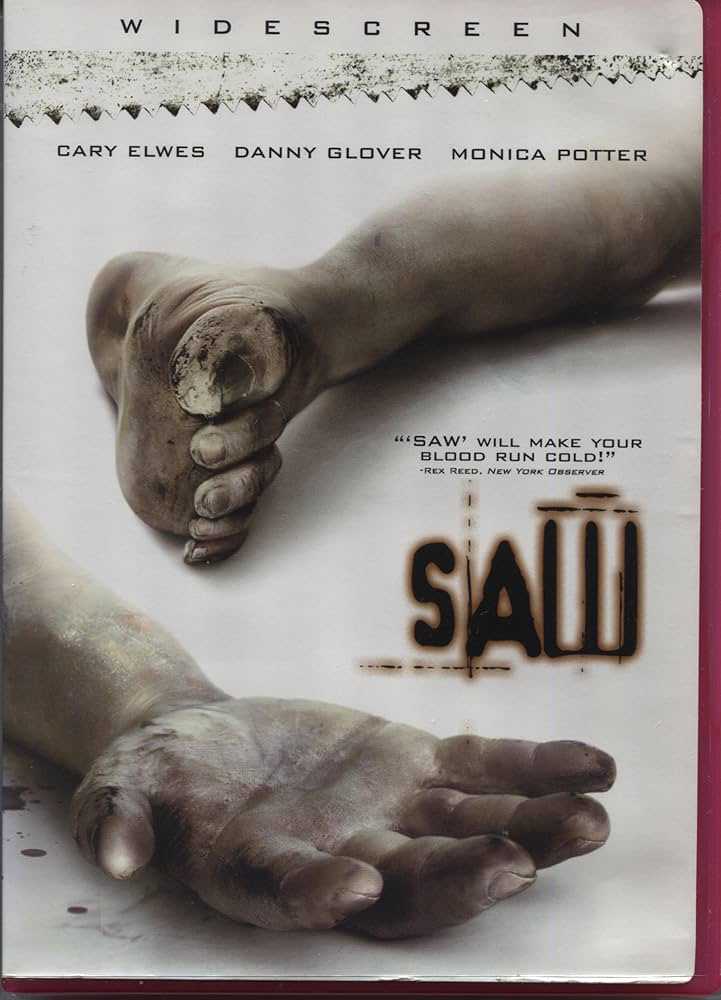 WIDESCREEN
CARY ELWES DANNY GLOVER MONICA POTTER
"'SAW' WILL MAKE YOUR
BLOOD RUN COLD!"
-REX REED, NEW YORK OBSERVER
SAW